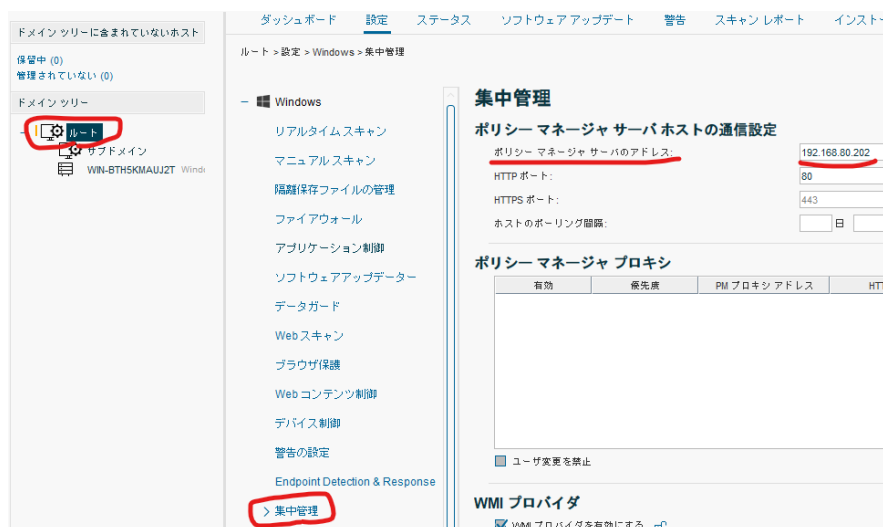 ドメイン ツリーに含まれていないホスト
保留中 (0)
管理されていない (0)
ドメイン ツリー
ルート
サブドメイン
WIN-BTH5KMAUJ2T Wind
ダッシュボード 設定 ステータス ソフトウェア アップデート 警告 スキャン レポート インスト
ルート > 設定 > Windows > 集中管理
Windows
リアルタイム スキャン
マニュアル スキャン
隔離保存ファイルの管理
ファイアウォール
アプリケーション制御
ソフトウェアアップデーター
データガード
Web スキャン
ブラウザ保護
Web コンテンツ制御
デバイス制御
警告の設定
Endpoint Detection & Response
集中管理
集中管理
ポリシー マネージャ サーバ ホストの通信設定
ポリシー マネージャ サーバのアドレス: 192.168.80.202
HTTP ポート: 80
HTTPS ポート: 443
ホストのポーリング間隔: 日
ポリシー マネージャ プロキシ
有効 優先度 PM プロキシ アドレス HTT
ユーザ変更を禁止
WMI プロバイダ
WMI プロバイダを有効にする